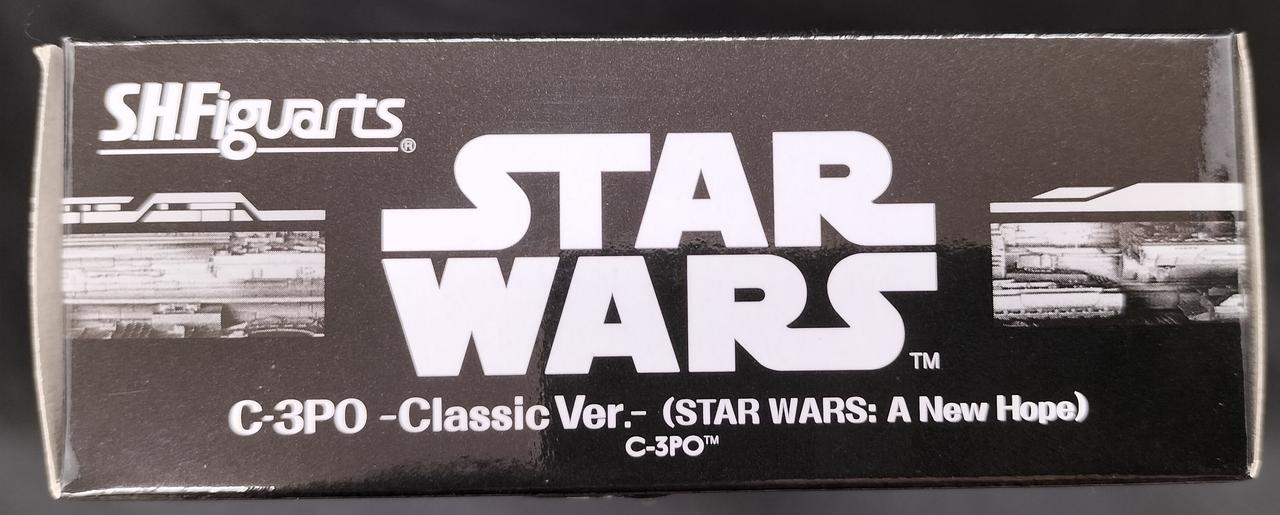 S.H.Figuarts®
STAR
WARS™
C-3PO -Classic Ver.- (STAR WARS: A New Hope)
C-3PO™